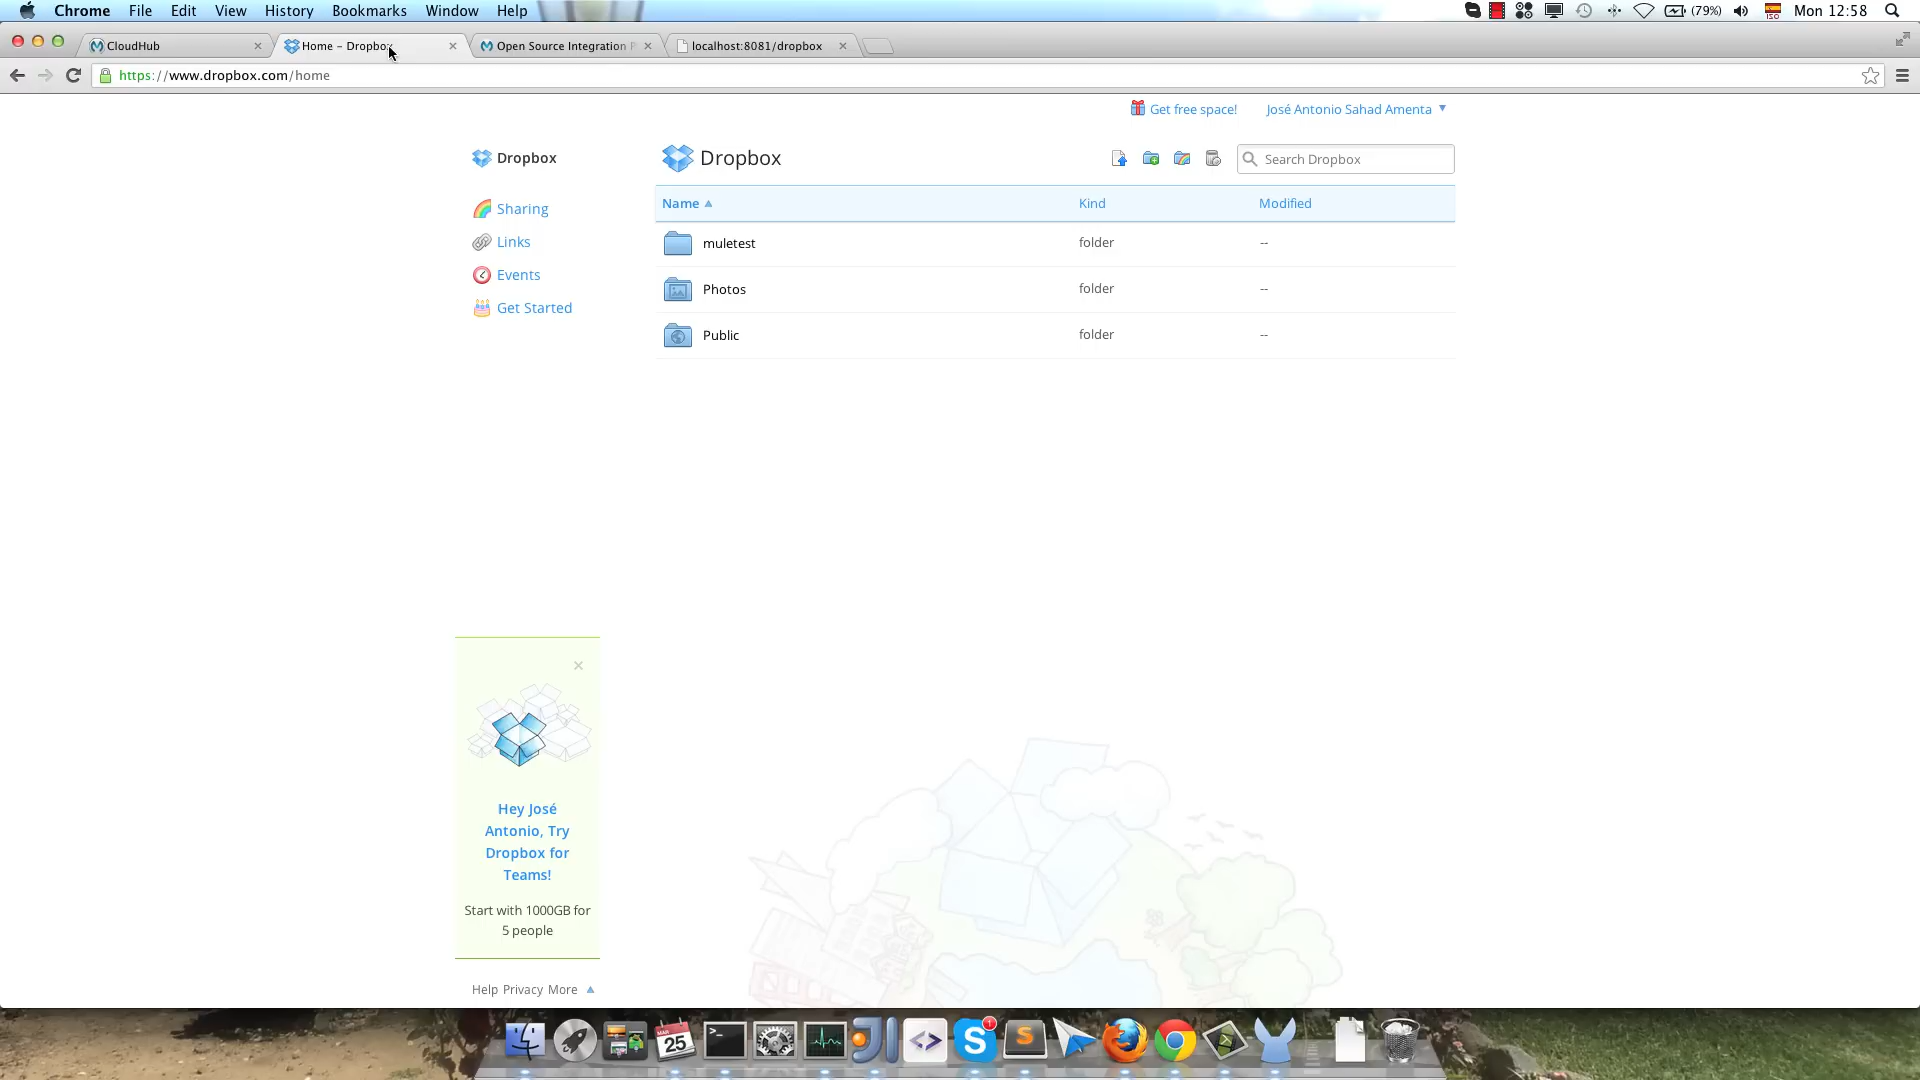 Chrome File Edit View History Bookmarks Window Help
(79%) Mon 12:58
CloudHub
Home – Dropbox
Open Source Integration P
localhost:8081/dropbox
https://www.dropbox.com/home
Get free space!
José Antonio Sahad Amenta
Dropbox
Dropbox
Search Dropbox
Sharing
Links
Events
Get Started
Name Kind Modified
muletest folder --
Photos folder --
Public folder --
Hey José
Antonio, Try
Dropbox for
Teams!
Start with 1000GB for
5 people
Help Privacy More
MAR
25